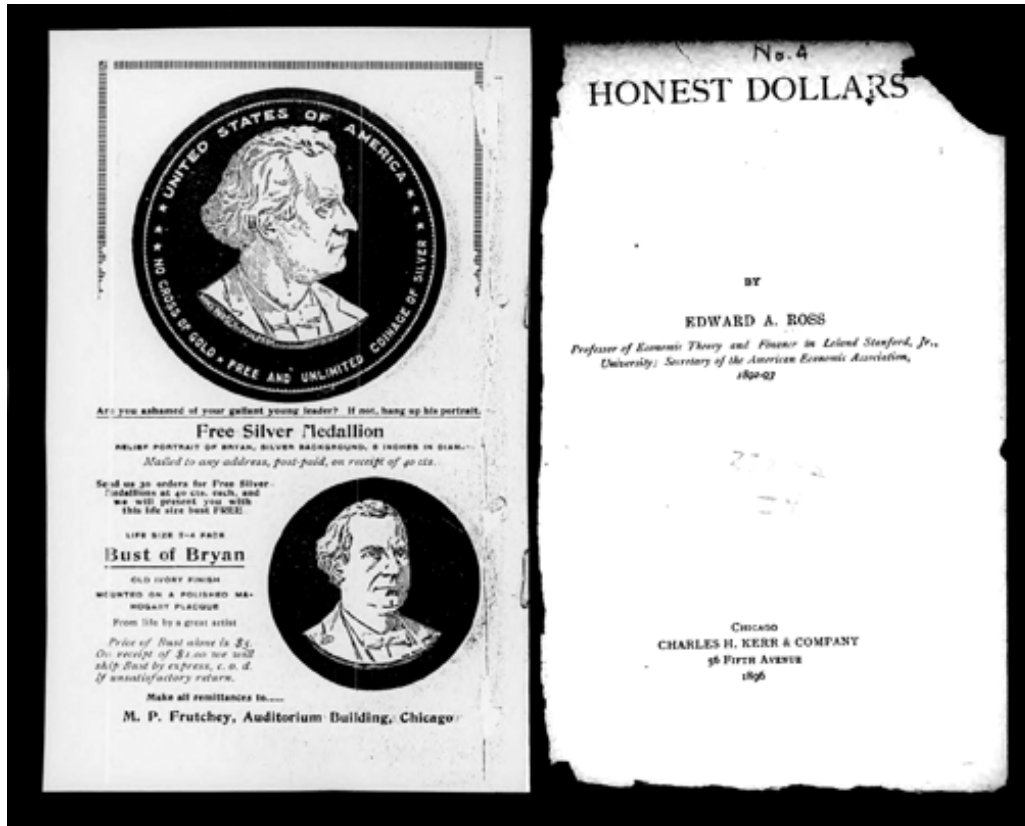 UNITED STATES OF AMERICA
NO CROSS OF GOLD • FREE AND UNLIMITED COINAGE OF SILVER
Are you ashamed of your gallant young leader? If not, hang up his portrait.
Free Silver Medallion
RELIEF PORTRAIT OF BRYAN, SILVER BACKGROUND, 8 INCHES IN DIAM.
Mailed to any address, post-paid, on receipt of 40 cts.
Send us 30 orders for Free Silver
Medallions at 40 cts. each, and
we will present you with
this life size bust FREE
LIFE SIZE 3-4 FACE
Bust of Bryan
OLD IVORY FINISH
MOUNTED ON A POLISHED MA-
HOGANY PLACQUE
From life by a great artist
Price of Bust alone is $5.
On receipt of $1.00 we will
ship Bust by express, c. o. d.
If unsatisfactory return.
Make all remittances to.....
M. P. Frutchey, Auditorium Building, Chicago
No. 4
HONEST DOLLARS
BY
EDWARD A. ROSS
Professor of Economic Theory and Finance in Leland Stanford, Jr.,
University; Secretary of the American Economic Association,
1892-93
CHICAGO
CHARLES H. KERR & COMPANY
56 FIFTH AVENUE
1896